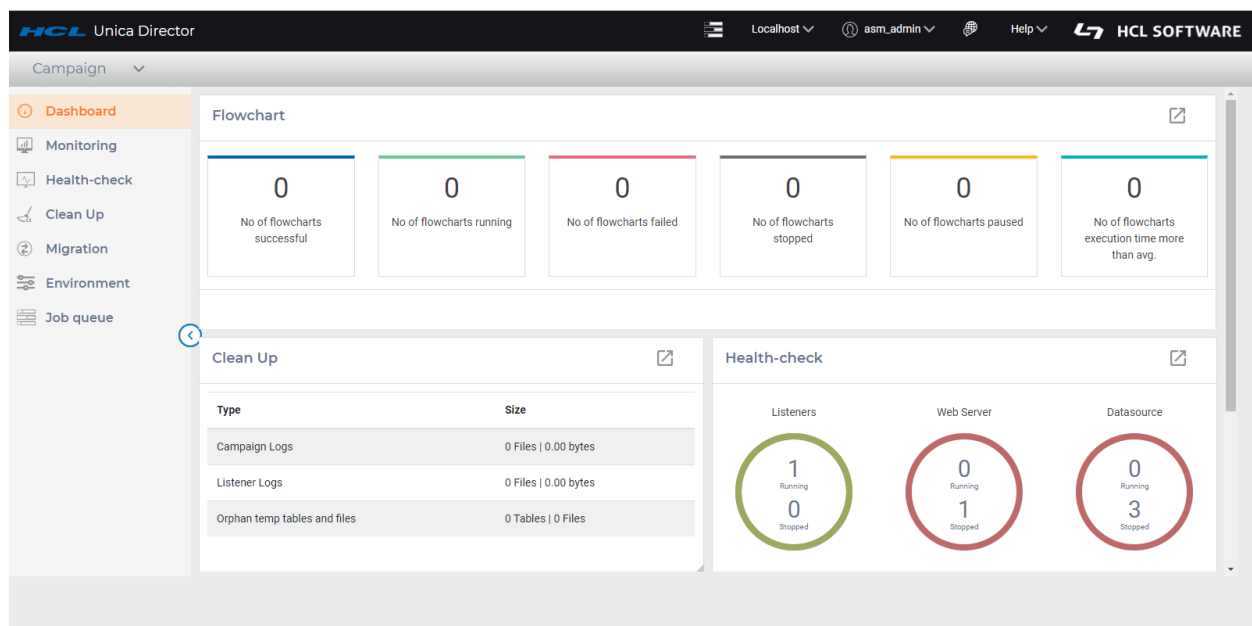 HCL Unica Director
Localhost
asm_admin
Help
HCL SOFTWARE
Campaign
Dashboard
Monitoring
Health-check
Clean Up
Migration
Environment
Job queue
Flowchart
0
No of flowcharts
successful
0
No of flowcharts running
0
No of flowcharts failed
0
No of flowcharts
stopped
0
No of flowcharts paused
0
No of flowcharts
execution time more
than avg.
Clean Up
Type Size
Campaign Logs 0 Files | 0.00 bytes
Listener Logs 0 Files | 0.00 bytes
Orphan temp tables and files 0 Tables | 0 Files
Health-check
Listeners
1
Running
0
Stopped
Web Server
0
Running
1
Stopped
Datasource
0
Running
3
Stopped